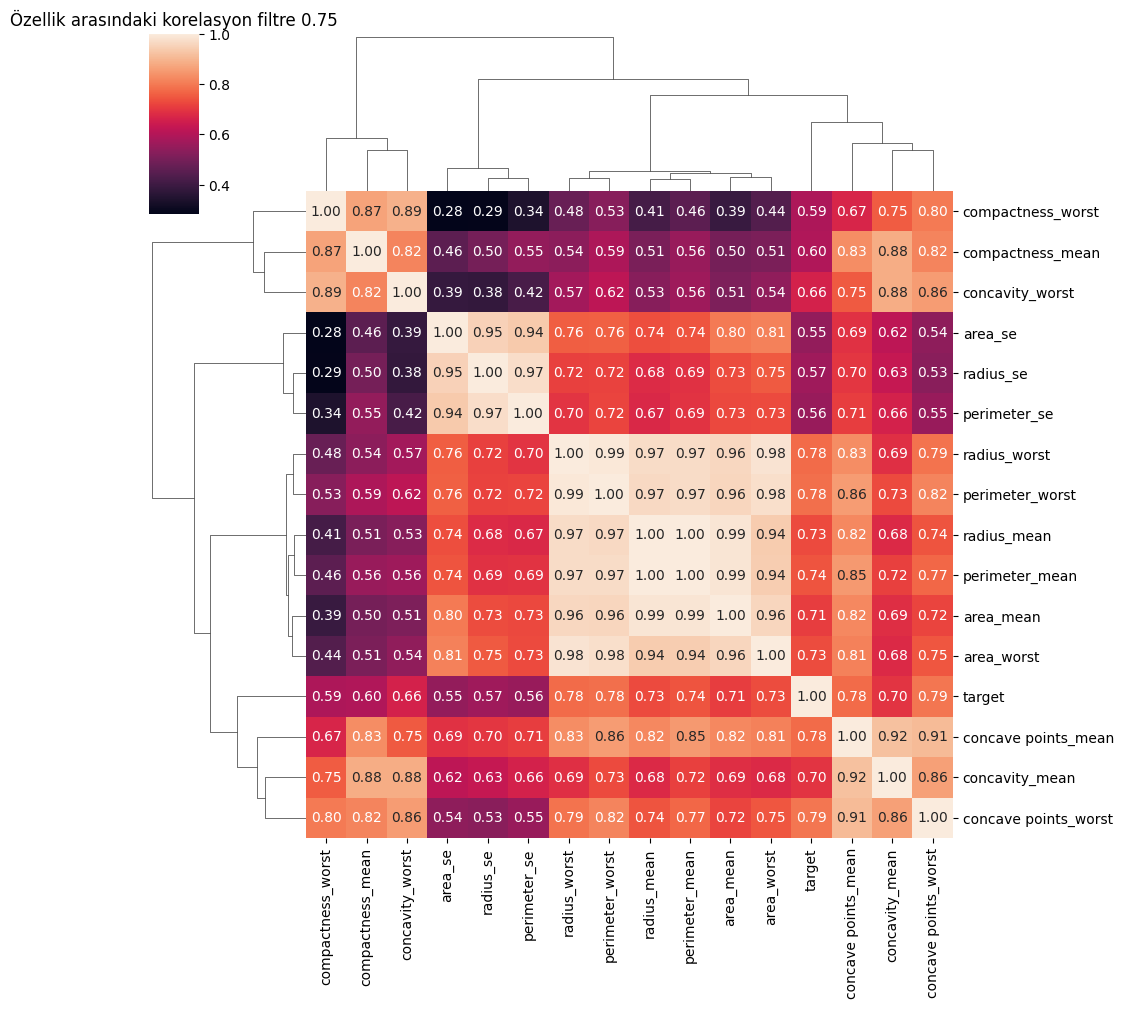 Özellik arasındaki korelasyon filtre 0.75
1.0
0.8
0.6
0.4
1.00 0.87 0.89 0.28 0.29 0.34 0.48 0.53 0.41 0.46 0.39 0.44 0.59 0.67 0.75 0.80 compactness_worst
0.87 1.00 0.82 0.46 0.50 0.55 0.54 0.59 0.51 0.56 0.50 0.51 0.60 0.83 0.88 0.82 compactness_mean
0.89 0.82 1.00 0.39 0.38 0.42 0.57 0.62 0.53 0.56 0.51 0.54 0.66 0.75 0.88 0.86 concavity_worst
0.28 0.46 0.39 1.00 0.95 0.94 0.76 0.76 0.74 0.74 0.80 0.81 0.55 0.69 0.62 0.54 area_se
0.29 0.50 0.38 0.95 1.00 0.97 0.72 0.72 0.68 0.69 0.73 0.75 0.57 0.70 0.63 0.53 radius_se
0.34 0.55 0.42 0.94 0.97 1.00 0.70 0.72 0.67 0.69 0.73 0.73 0.56 0.71 0.66 0.55 perimeter_se
0.48 0.54 0.57 0.76 0.72 0.70 1.00 0.99 0.97 0.97 0.96 0.98 0.78 0.83 0.69 0.79 radius_worst
0.53 0.59 0.62 0.76 0.72 0.72 0.99 1.00 0.97 0.97 0.96 0.98 0.78 0.86 0.73 0.82 perimeter_worst
0.41 0.51 0.53 0.74 0.68 0.67 0.97 0.97 1.00 1.00 0.99 0.94 0.73 0.82 0.68 0.74 radius_mean
0.46 0.56 0.56 0.74 0.69 0.69 0.97 0.97 1.00 1.00 0.99 0.94 0.74 0.85 0.72 0.77 perimeter_mean
0.39 0.50 0.51 0.80 0.73 0.73 0.96 0.96 0.99 0.99 1.00 0.96 0.71 0.82 0.69 0.72 area_mean
0.44 0.51 0.54 0.81 0.75 0.73 0.98 0.98 0.94 0.94 0.96 1.00 0.73 0.81 0.68 0.75 area_worst
0.59 0.60 0.66 0.55 0.57 0.56 0.78 0.78 0.73 0.74 0.71 0.73 1.00 0.78 0.70 0.79 target
0.67 0.83 0.75 0.69 0.70 0.71 0.83 0.86 0.82 0.85 0.82 0.81 0.78 1.00 0.92 0.91 concave points_mean
0.75 0.88 0.88 0.62 0.63 0.66 0.69 0.73 0.68 0.72 0.69 0.68 0.70 0.92 1.00 0.86 concavity_mean
0.80 0.82 0.86 0.54 0.53 0.55 0.79 0.82 0.74 0.77 0.72 0.75 0.79 0.91 0.86 1.00 concave points_worst
compactness_worst
compactness_mean
concavity_worst
area_se
radius_se
perimeter_se
radius_worst
perimeter_worst
radius_mean
perimeter_mean
area_mean
area_worst
target
concave points_mean
concavity_mean
concave points_worst